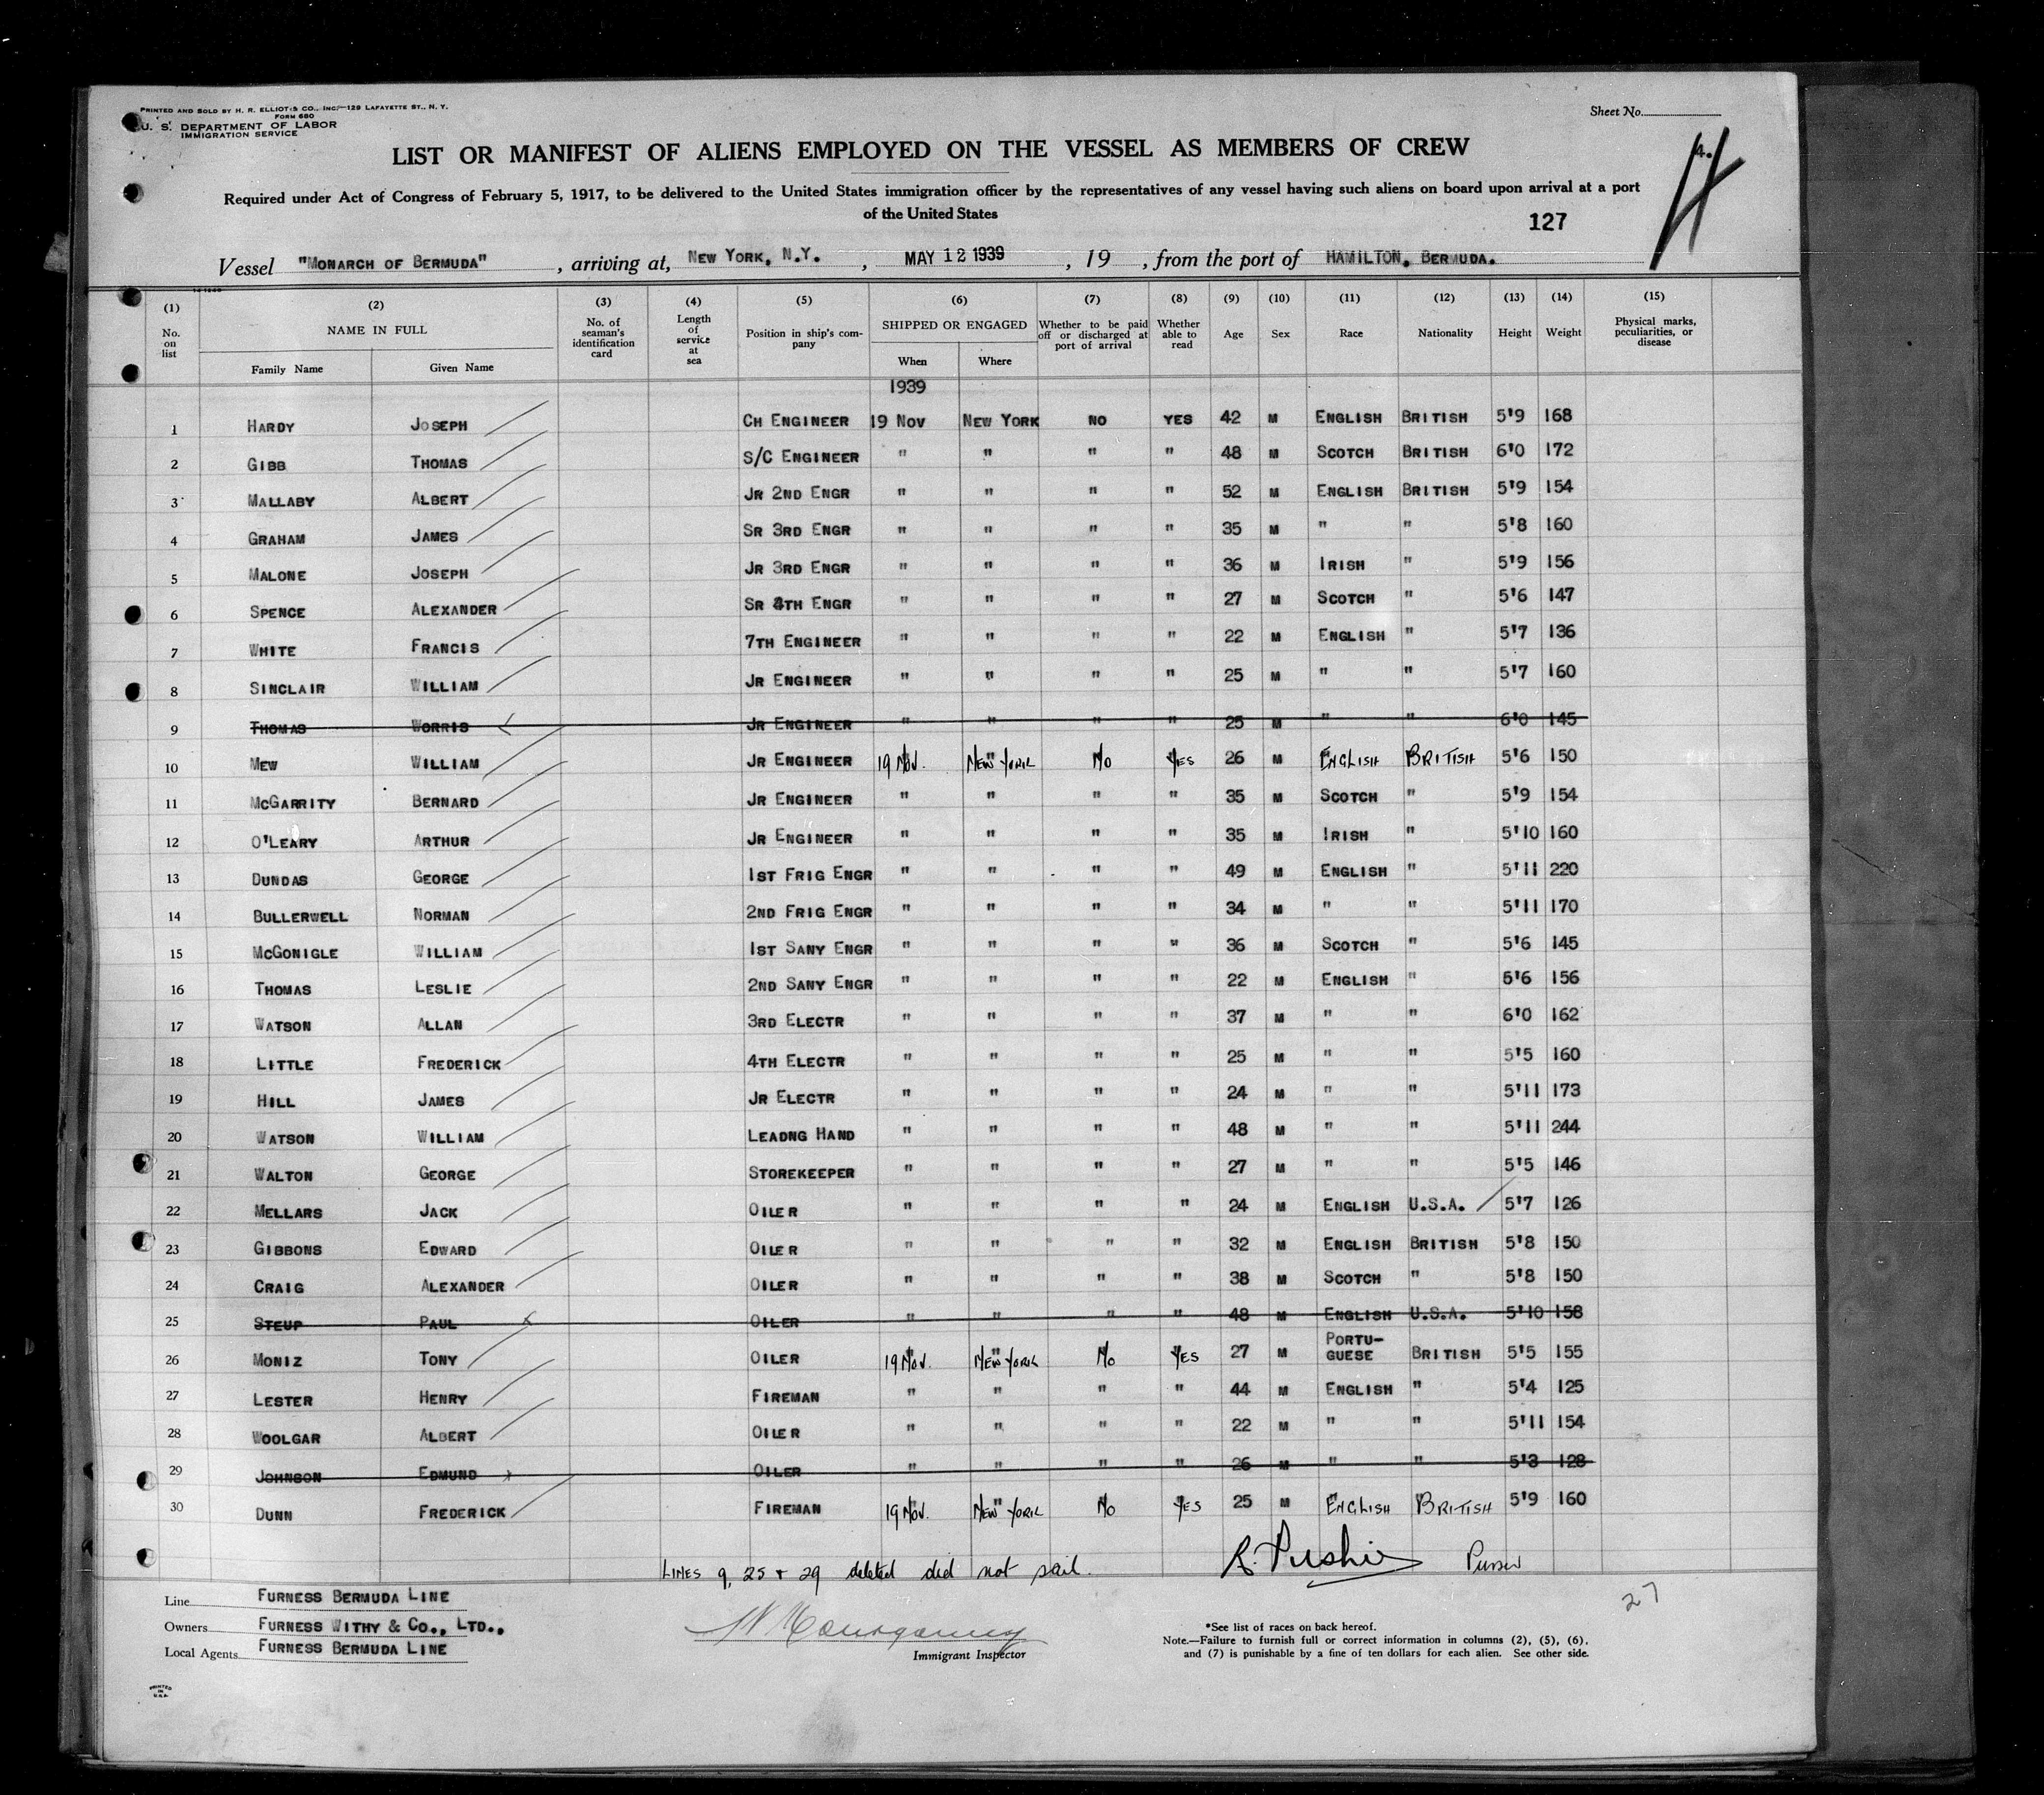 PRINTED AND SOLD BY H. R. ELLIOTS CO., INC.—129 LAFAYETTE ST., N. Y.
FORM 680
U. S. DEPARTMENT OF LABOR
IMMIGRATION SERVICE
Sheet No.
4.
LIST OR MANIFEST OF ALIENS EMPLOYED ON THE VESSEL AS MEMBERS OF CREW
Required under Act of Congress of February 5, 1917, to be delivered to the United States immigration officer by the representatives of any vessel having such aliens on board upon arrival at a port
of the United States
127
Vessel "MONARCH OF BERMUDA", arriving at, NEW YORK, N.Y., MAY 12 1939, 19, from the port of HAMILTON, BERMUDA.
(1) (2) (3) (4) (5) (6) (7) (8) (9) (10) (11) (12) (13) (14) (15)
No. on list NAME IN FULL Family Name Given Name No. of seaman's identification card Length of service at sea Position in ship's company SHIPPED OR ENGAGED When Where Whether to be paid off or discharged at port of arrival Whether able to read Age Sex Race Nationality Height Weight Physical marks, peculiarities, or disease
1939
1 HARDY JOSEPH CH ENGINEER 19 NOV NEW YORK NO YES 42 M ENGLISH BRITISH 5'9 168
2 GIBB THOMAS S/C ENGINEER " " " " 48 M SCOTCH BRITISH 6'0 172
3 MALLABY ALBERT JR 2ND ENGR " " " " 52 M ENGLISH BRITISH 5'9 154
4 GRAHAM JAMES SR 3RD ENGR " " " " 35 M " " 5'8 160
5 MALONE JOSEPH JR 3RD ENGR " " " " 36 M IRISH " 5'9 156
6 SPENCE ALEXANDER SR 4TH ENGR " " " " 27 M SCOTCH " 5'6 147
7 WHITE FRANCIS 7TH ENGINEER " " " " 22 M ENGLISH " 5'7 136
8 SINCLAIR WILLIAM JR ENGINEER " " " " 25 M " " 5'7 160
9 THOMAS WORRIS JR ENGINEER " " " " 25 M " " 6'0 145
10 MEW WILLIAM JR ENGINEER 19 NOV. NEW YORK NO YES 26 M ENGLISH BRITISH 5'6 150
11 MCGARRITY BERNARD JR ENGINEER " " " " 35 M SCOTCH " 5'9 154
12 O'LEARY ARTHUR JR ENGINEER " " " " 35 M IRISH " 5'10 160
13 DUNDAS GEORGE 1ST FRIG ENGR " " " " 49 M ENGLISH " 5'11 220
14 BULLERWELL NORMAN 2ND FRIG ENGR " " " " 34 M " " 5'11 170
15 MCGONIGLE WILLIAM 1ST SANY ENGR " " " " 36 M SCOTCH " 5'6 145
16 THOMAS LESLIE 2ND SANY ENGR " " " " 22 M ENGLISH " 5'6 156
17 WATSON ALLAN 3RD ELECTR " " " " 37 M " " 6'0 162
18 LITTLE FREDERICK 4TH ELECTR " " " " 25 M " " 5'5 160
19 HILL JAMES JR ELECTR " " " " 24 M " " 5'11 173
20 WATSON WILLIAM LEADNG HAND " " " " 48 M " " 5'11 244
21 WALTON GEORGE STOREKEEPER " " " " 27 M " " 5'5 146
22 MELLARS JACK OILER " " " " 24 M ENGLISH U.S.A. 5'7 126
23 GIBBONS EDWARD OILER " " " " 32 M ENGLISH BRITISH 5'8 150
24 CRAIG ALEXANDER OILER " " " " 38 M SCOTCH " 5'8 150
25 STEUP PAUL OILER " " " " 48 M ENGLISH U.S.A. 5'10 158
26 MONIZ TONY OILER 19 NOV. NEW YORK NO YES 27 M PORTU-GUESE BRITISH 5'5 155
27 LESTER HENRY FIREMAN " " " " 44 M ENGLISH " 5'4 125
28 WOOLGAR ALBERT OILER " " " " 22 M " " 5'11 154
29 JOHNSON EDMUND OILER " " " " 26 M " " 5'3 128
30 DUNN FREDERICK FIREMAN 19 NOV. NEW YORK NO YES 25 M ENGLISH BRITISH 5'9 160
LINES 9, 25 + 29 deleted did not sail. Purser
27
Line FURNESS BERMUDA LINE
Owners FURNESS WITHY & CO., LTD.,
Local Agents FURNESS BERMUDA LINE
Immigrant Inspector
*See list of races on back hereof.
Note.—Failure to furnish full or correct information in columns (2), (5), (6),
and (7) is punishable by a fine of ten dollars for each alien. See other side.
PRINTED
IN
U.S.A.